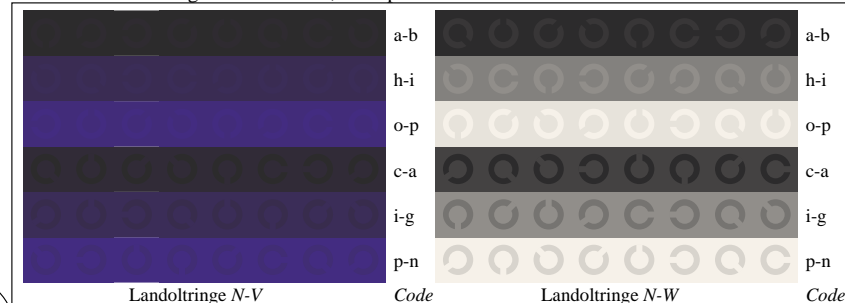 a-b a-b
h-i h-i
o-p o-p
c-a c-a
i-g i-g
p-n p-n
Landoltringe N-V Code Landoltringe N-W Code